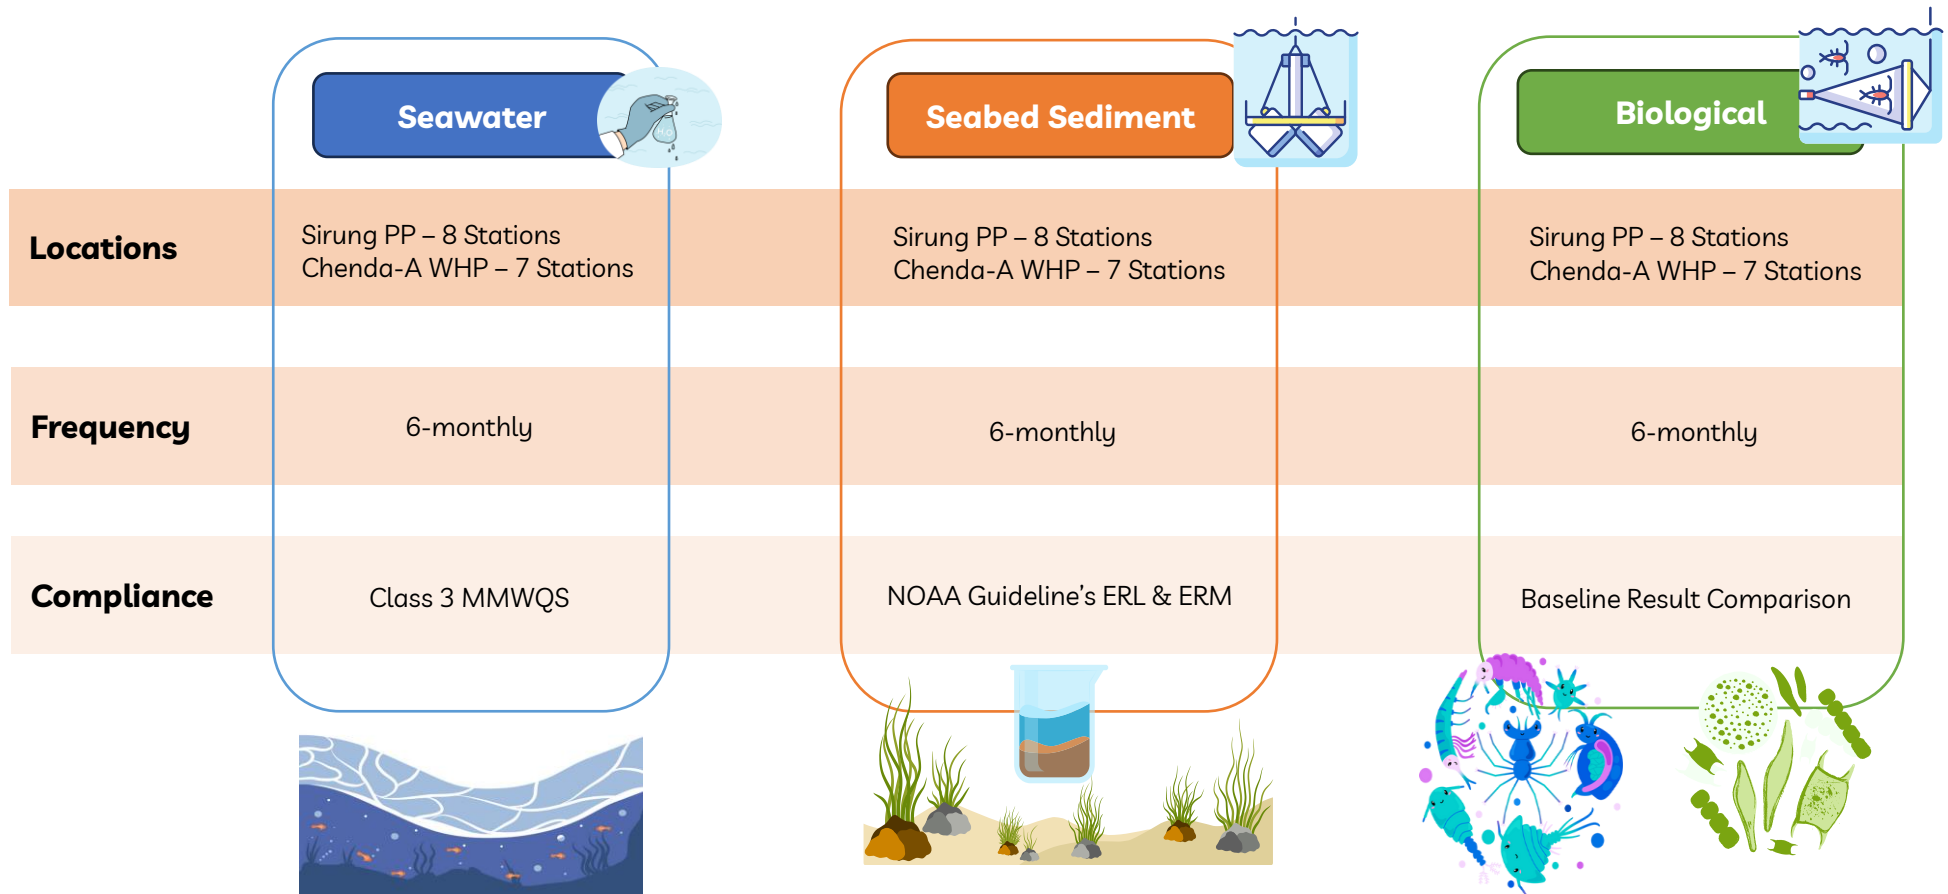 Seawater
Seabed Sediment
Biological
H₂O
Locations
Sirung PP – 8 Stations
Chenda-A WHP – 7 Stations
Sirung PP – 8 Stations
Chenda-A WHP – 7 Stations
Sirung PP – 8 Stations
Chenda-A WHP – 7 Stations
Frequency
6-monthly
6-monthly
6-monthly
Compliance
Class 3 MMWQS
NOAA Guideline’s ERL & ERM
Baseline Result Comparison